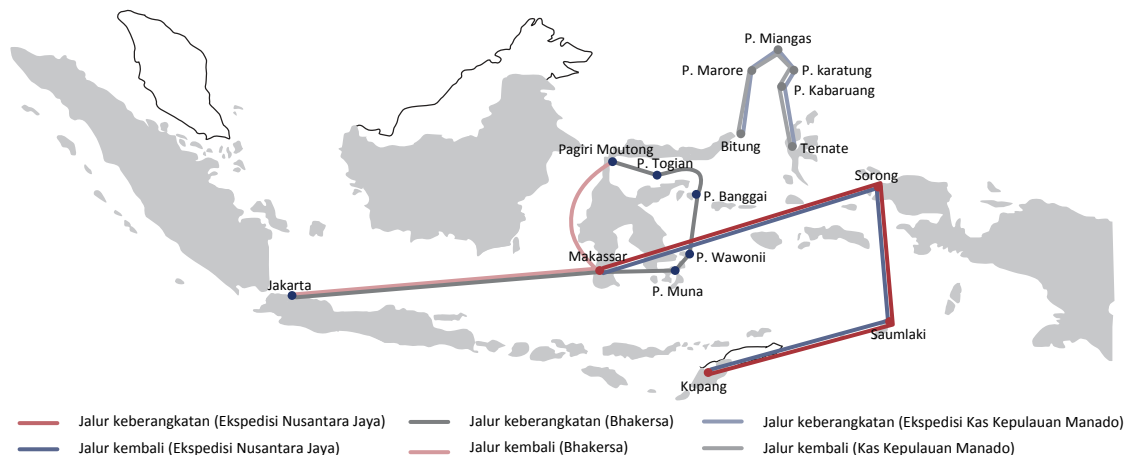 P. Miangas
P. Marore
P. karatung
P. Kabaruang
Bitung
Ternate
Pagiri Moutong
P. Togian
Sorong
P. Banggai
Makassar
P. Wawonii
Jakarta
P. Muna
Saumlaki
Kupang
Jalur keberangkatan (Ekspedisi Nusantara Jaya)
Jalur keberangkatan (Bhakersa)
Jalur keberangkatan (Ekspedisi Kas Kepulauan Manado)
Jalur kembali (Ekspedisi Nusantara Jaya)
Jalur kembali (Bhakersa)
Jalur kembali (Kas Kepulauan Manado)